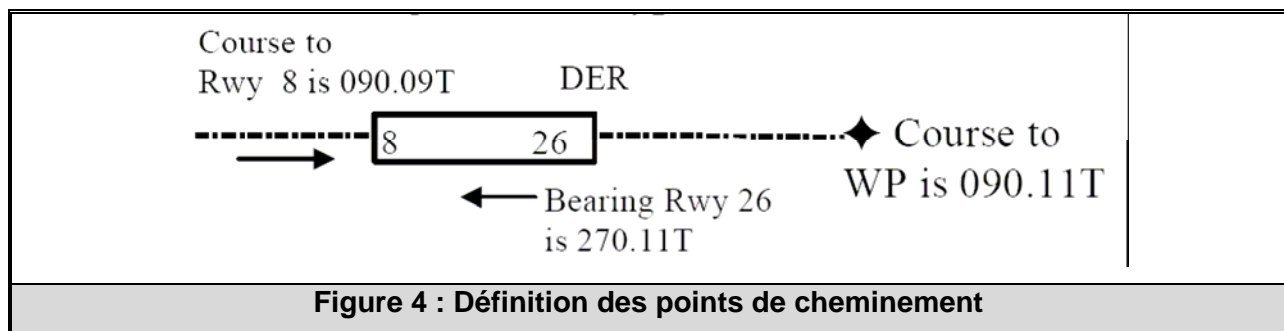 Course to
Rwy 8 is 090.09T
DER
8
26
Course to
WP is 090.11T
Bearing Rwy 26
is 270.11T
Figure 4 : Définition des points de cheminement